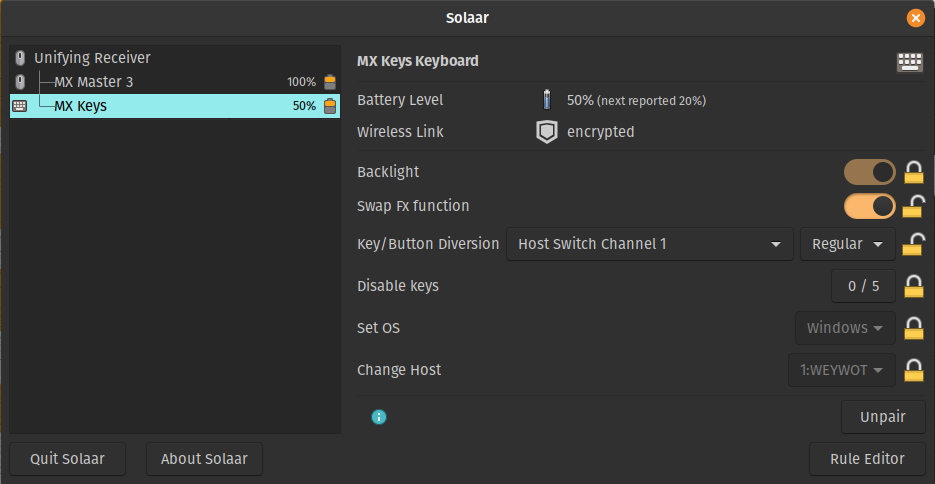 Solaar
Unifying Receiver
MX Master 3 100%
MX Keys 50%
MX Keys Keyboard
Battery Level 50% (next reported 20%)
Wireless Link encrypted
Backlight
Swap Fx function
Key/Button Diversion Host Switch Channel 1 Regular
Disable keys 0 / 5
Set OS Windows
Change Host 1:WEYWOT
Unpair
Quit Solaar About Solaar Rule Editor